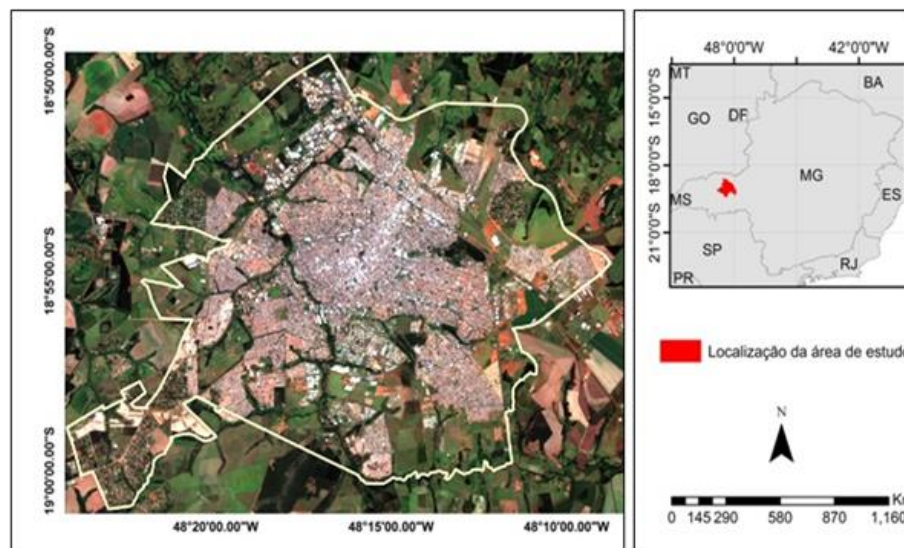 18°50'00.00"S
18°55'00.00"S
19°00'00.00"S
48°20'00.00"W 48°15'00.00"W 48°10'00.00"W
48°0'0"W 42°0'0"W
15°0'0"S
18°0'0"S
21°0'0"S
MT
BA
GO DF
MG
MS
ES
SP
RJ
PR
Localização da área de estud
N
0 145 290 580 870 1,160